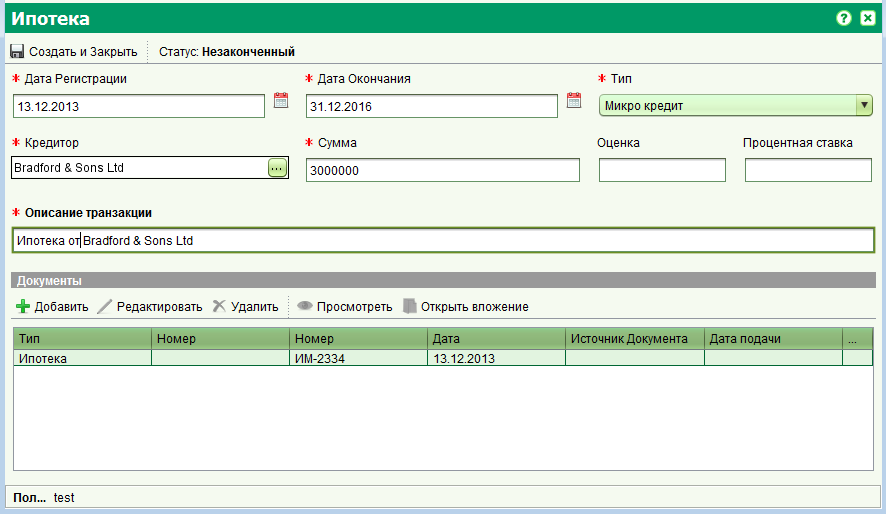 Ипотека
Создать и Закрыть Статус: Незаконченный
* Дата Регистрации * Дата Окончания * Тип
13.12.2013 31.12.2016 Микро кредит
* Кредитор * Сумма Оценка Процентная ставка
Bradford & Sons Ltd ... 3000000
* Описание транзакции
Ипотека от Bradford & Sons Ltd
Документы
Добавить Редактировать Удалить Просмотреть Открыть вложение
Тип Номер Номер Дата Источник Документа Дата подачи ...
Ипотека ИМ-2334 13.12.2013
Пол... test